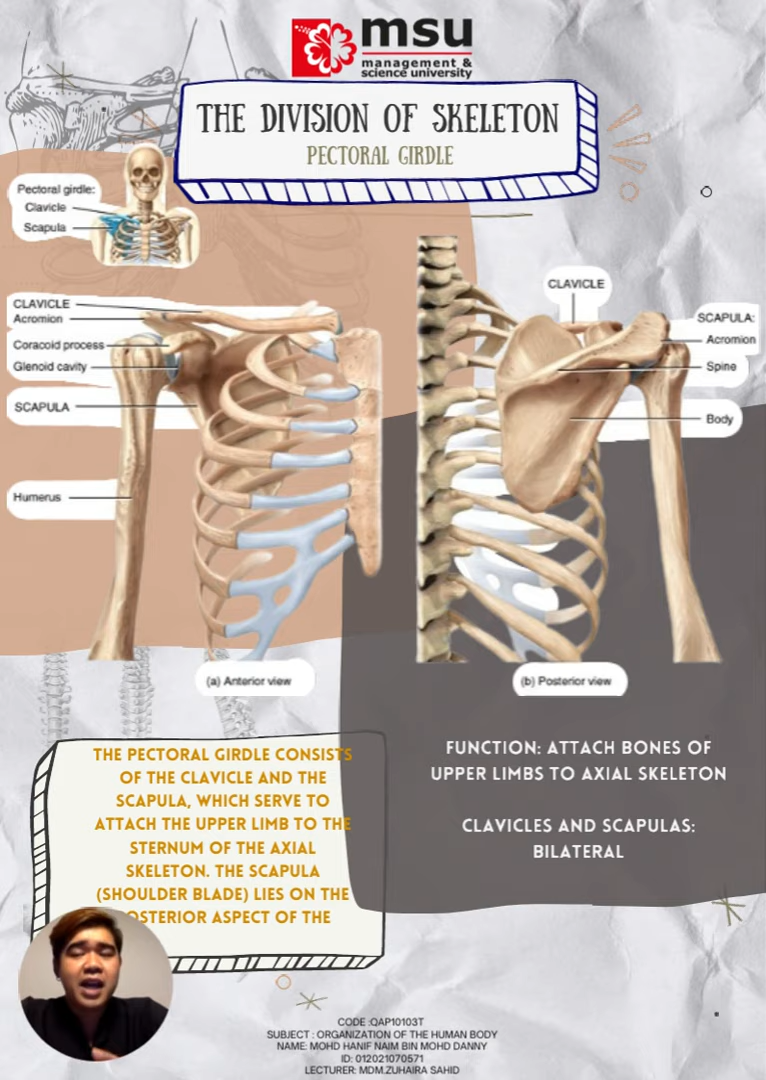 msu
management &
science university
THE DIVISION OF SKELETON
PECTORAL GIRDLE
Pectoral girdle:
Clavicle
Scapula
CLAVICLE
Acromion
Coracoid process
Glenoid cavity
SCAPULA
Humerus
(a) Anterior view
CLAVICLE
SCAPULA:
Acromion
Spine
Body
(b) Posterior view
THE PECTORAL GIRDLE CONSISTS
OF THE CLAVICLE AND THE
SCAPULA, WHICH SERVE TO
ATTACH THE UPPER LIMB TO THE
STERNUM OF THE AXIAL
SKELETON. THE SCAPULA
(SHOULDER BLADE) LIES ON THE
OSTERIOR ASPECT OF THE
FUNCTION: ATTACH BONES OF
UPPER LIMBS TO AXIAL SKELETON
CLAVICLES AND SCAPULAS:
BILATERAL
CODE :QAP10103T
SUBJECT : ORGANIZATION OF THE HUMAN BODY
NAME: MOHD HANIF NAIM BIN MOHD DANNY
ID: 012021070571
LECTURER: MDM.ZUHAIRA SAHID